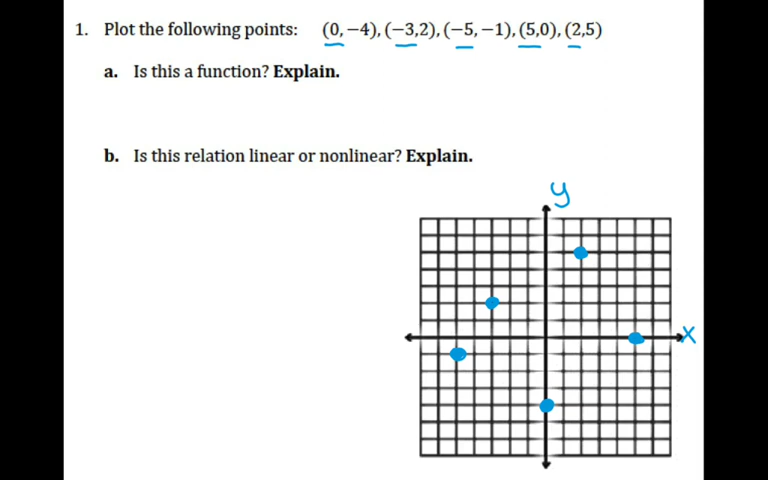 1. Plot the following points: (0,−4), (−3,2), (−5,−1), (5,0), (2,5)
a. Is this a function? Explain.
b. Is this relation linear or nonlinear? Explain.
y
x